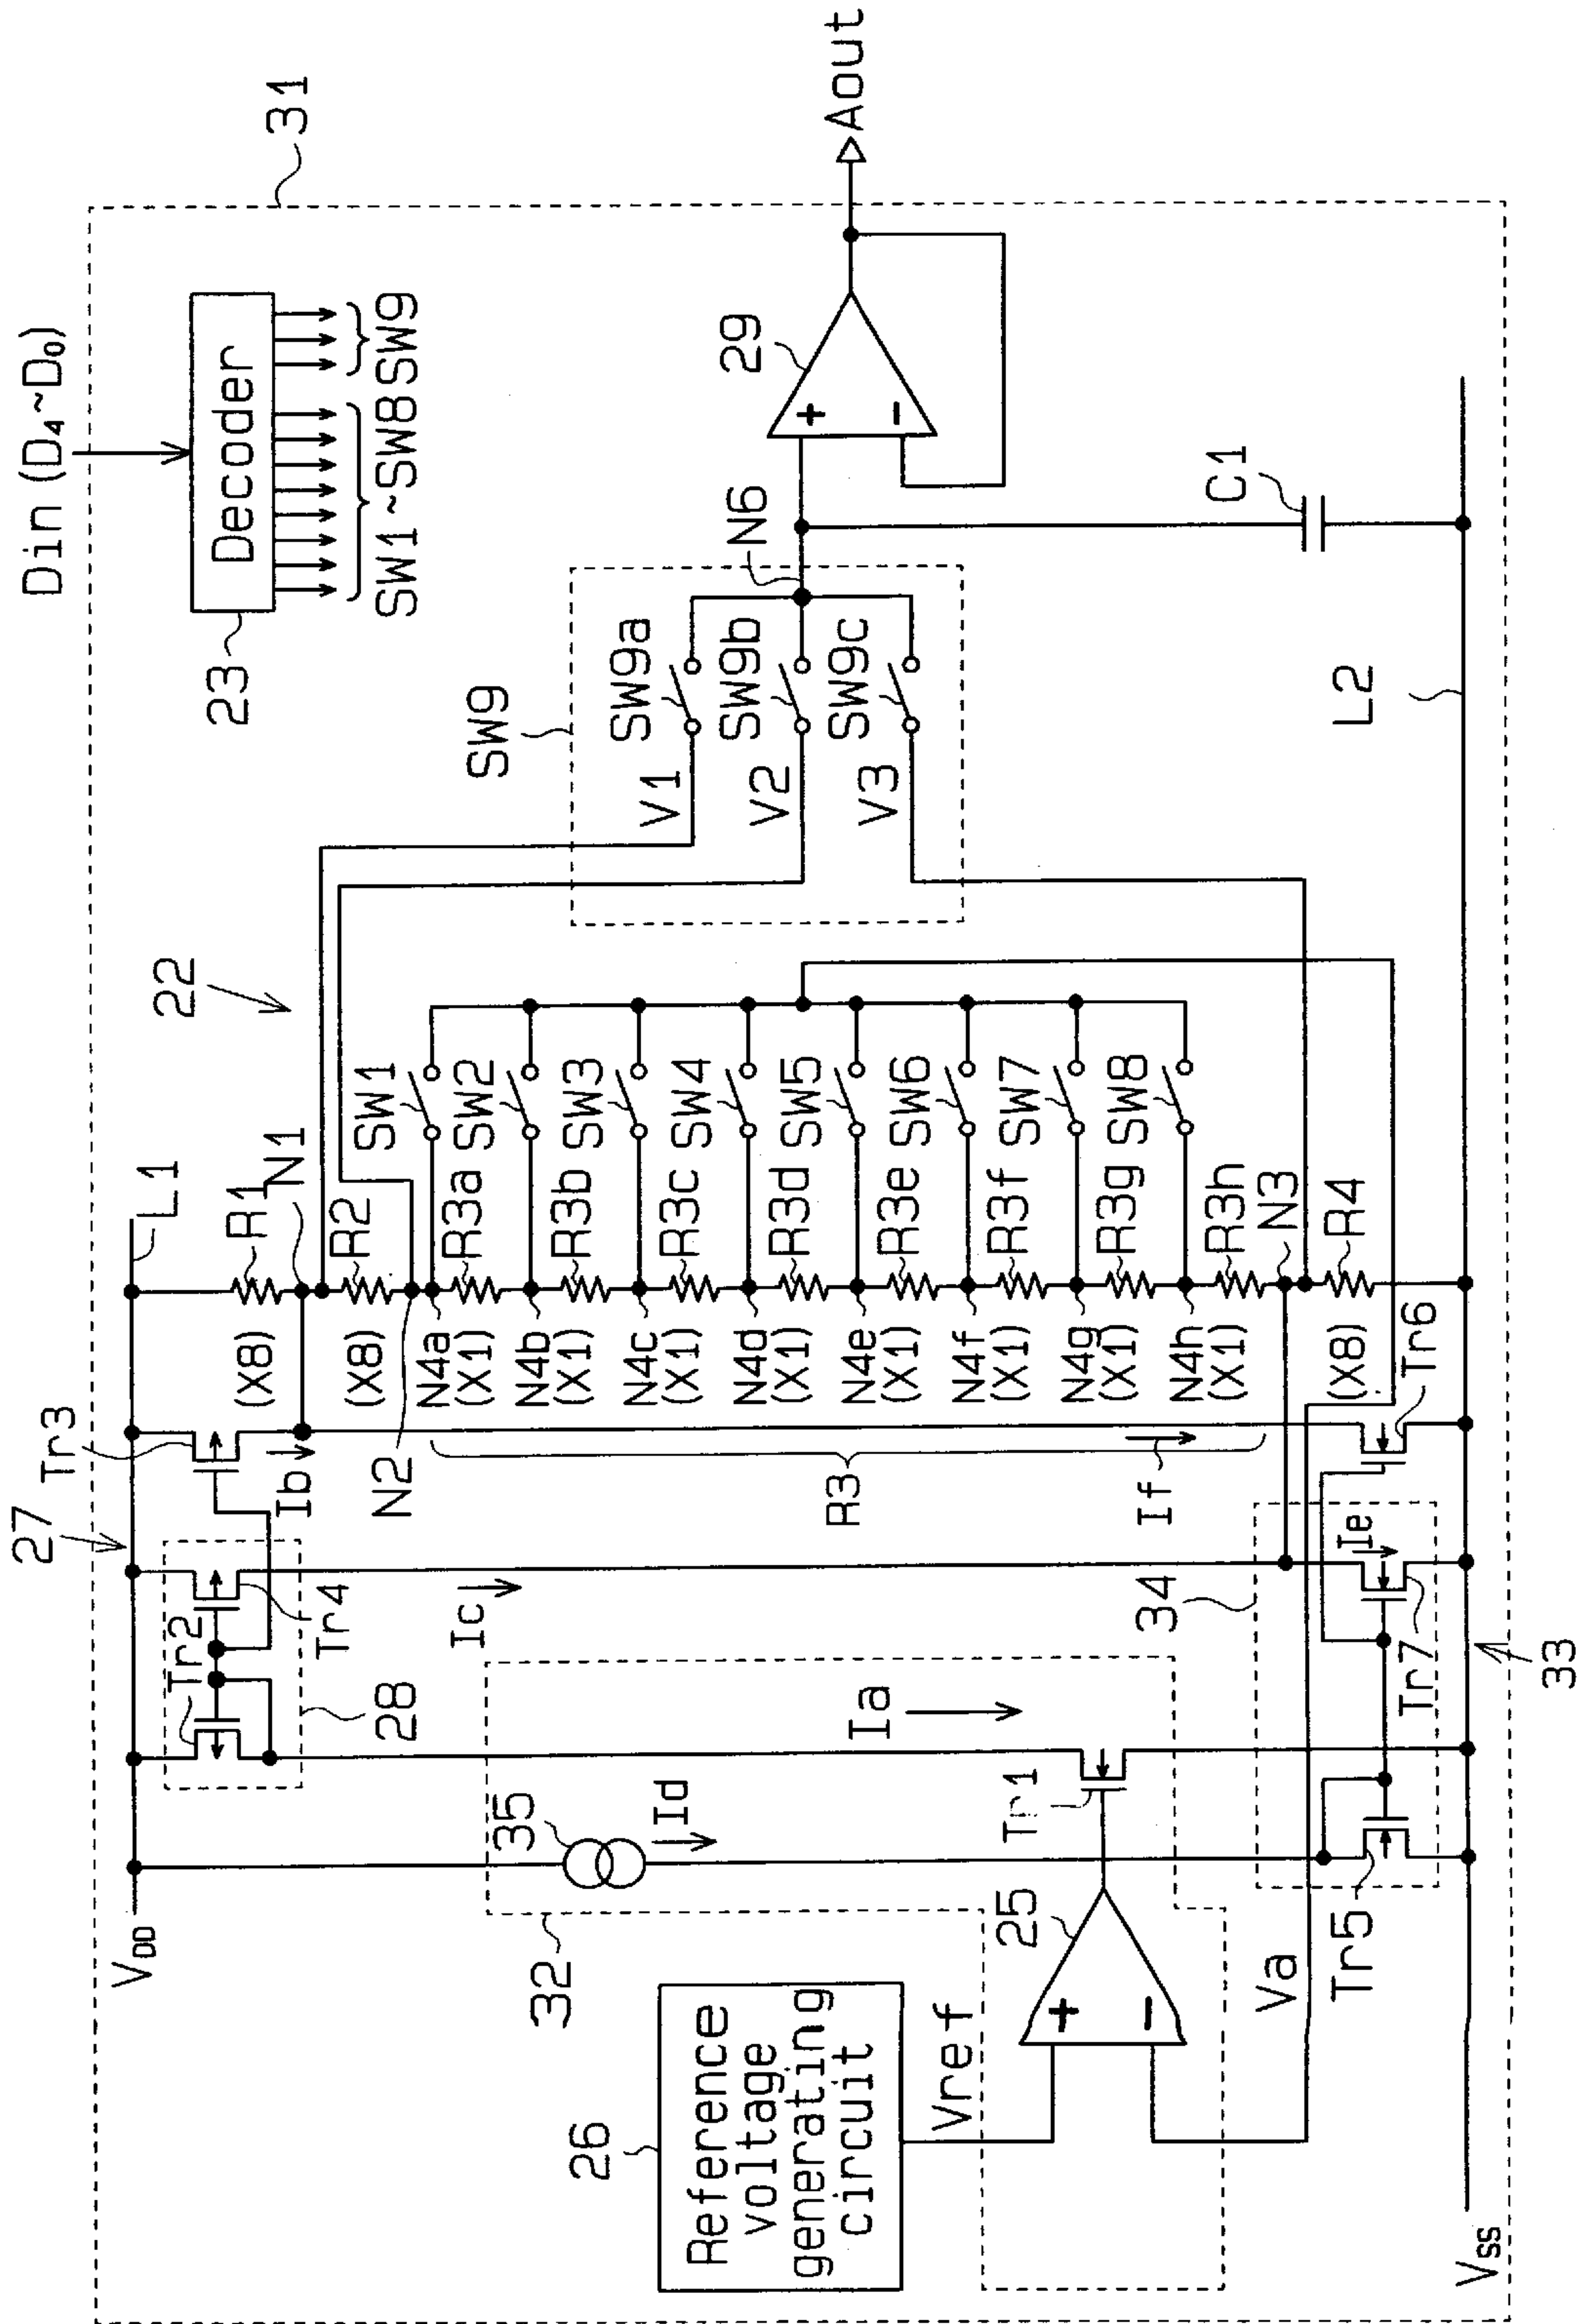 Din (D₄~D₀)
31
23
Decoder
SW1 ~SW8
SW9
29
+
−
Aout
N6
C1
SW9
SW9a
SW9b
SW9c
V1
V2
V3
L2
22
L1
N1
R1
R2
SW1
SW2
SW3
SW4
SW5
SW6
SW7
SW8
R3a
R3b
R3c
R3d
R3e
R3f
R3g
R3h
N3
R4
(X8)
(X8)
N4a
(X1)
N4b
(X1)
N4c
(X1)
N4d
(X1)
N4e
(X1)
N4f
(X1)
N4g
(X1)
N4h
(X1)
(X8)
Tr6
Tr3
Ib
N2
R3
If
27
Tr2
Tr4
Ic
34
Ie
Tr7
33
28
Ia
Tr1
35
Id
VDD
32
25
+
−
Va
Tr5
26
Reference
voltage
generating
circuit
Vref
VSS